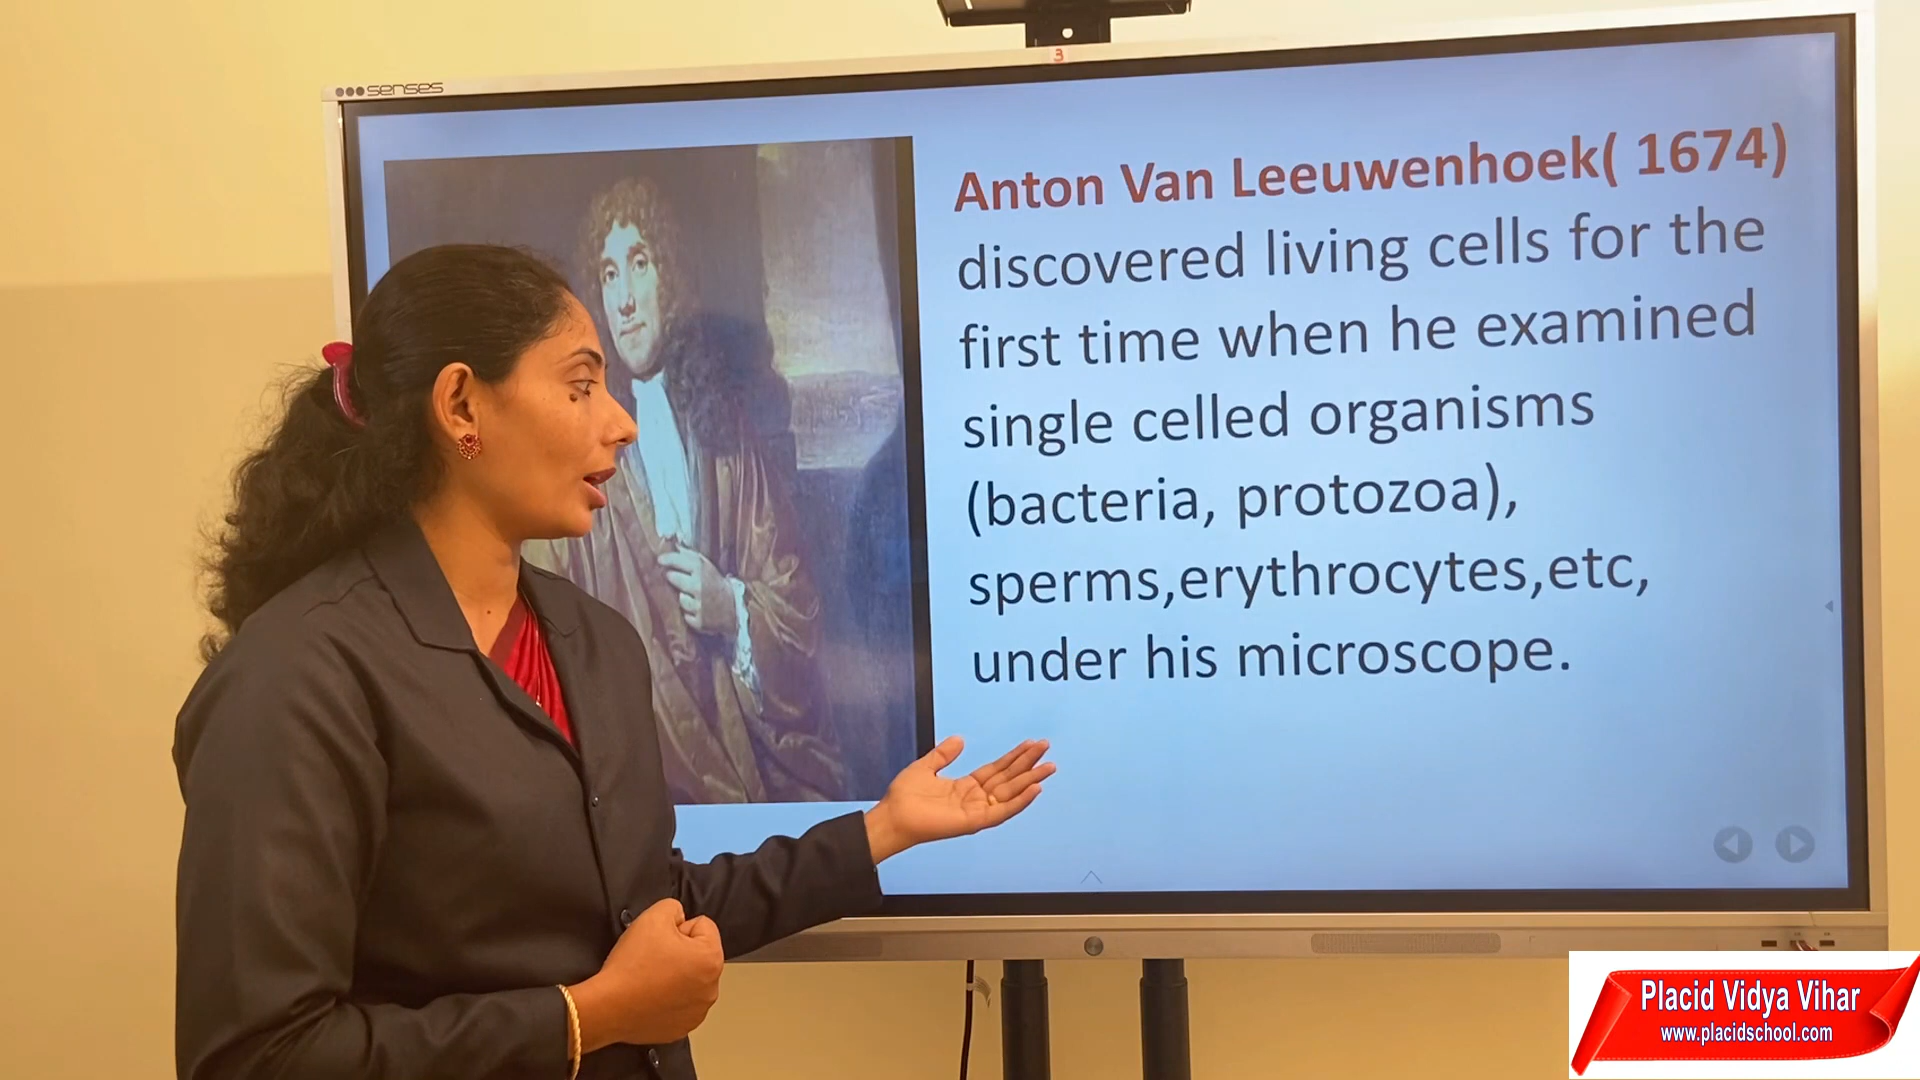 senses
3
Anton Van Leeuwenhoek( 1674)
discovered living cells for the
first time when he examined
single celled organisms
(bacteria, protozoa),
sperms,erythrocytes,etc,
under his microscope.
Placid Vidya Vihar
www.placidschool.com